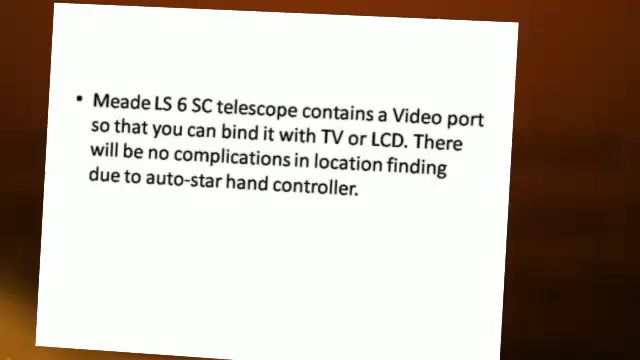 • Meade LS 6 SC telescope contains a Video port
so that you can bind it with TV or LCD. There
will be no complications in location finding
due to auto-star hand controller.